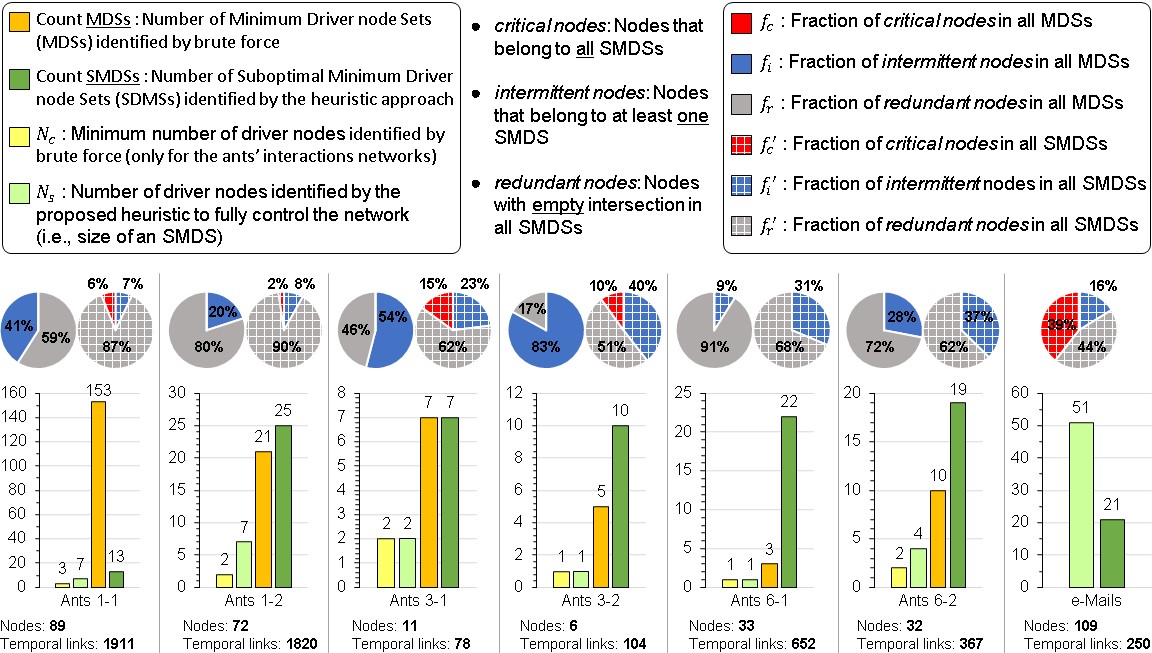 Count MDSs : Number of Minimum Driver node Sets
(MDSs) identified by brute force
Count SMDSs : Number of Suboptimal Minimum Driver
node Sets (SDMSs) identified by the heuristic approach
Nc : Minimum number of driver nodes identified by
brute force (only for the ants' interactions networks)
Ns : Number of driver nodes identified by the
proposed heuristic to fully control the network
(i.e., size of an SMDS)
• critical nodes: Nodes that
belong to all SMDSs
• intermittent nodes: Nodes
that belong to at least one
SMDS
• redundant nodes: Nodes
with empty intersection in
all SMDSs
fc : Fraction of critical nodes in all MDSs
fi : Fraction of intermittent nodes in all MDSs
fr : Fraction of redundant nodes in all MDSs
fc′ : Fraction of critical nodes in all SMDSs
fi′ : Fraction of intermittent nodes in all SMDSs
fr′ : Fraction of redundant nodes in all SMDSs
41% 59%
6% 7% 87%
160
140
120
100
80
60
40
20
0
3 7 153 13
Ants 1-1
Nodes: 89
Temporal links: 1911
20% 80%
2% 8% 90%
30
25
20
15
10
5
0
2 7 21 25
Ants 1-2
Nodes: 72
Temporal links: 1820
46% 54%
15% 23% 62%
8
7
6
5
4
3
2
1
0
2 2 7 7
Ants 3-1
Nodes: 11
Temporal links: 78
17% 83%
10% 40% 51%
12
10
8
6
4
2
0
1 1 5 10
Ants 3-2
Nodes: 6
Temporal links: 104
9% 91%
31% 68%
25
20
15
10
5
0
1 1 3 22
Ants 6-1
Nodes: 33
Temporal links: 652
28% 72%
37% 62%
20
15
10
5
0
2 4 10 19
Ants 6-2
Nodes: 32
Temporal links: 367
39% 16% 44%
60
50
40
30
20
10
0
51 21
e-Mails
Nodes: 109
Temporal links: 250